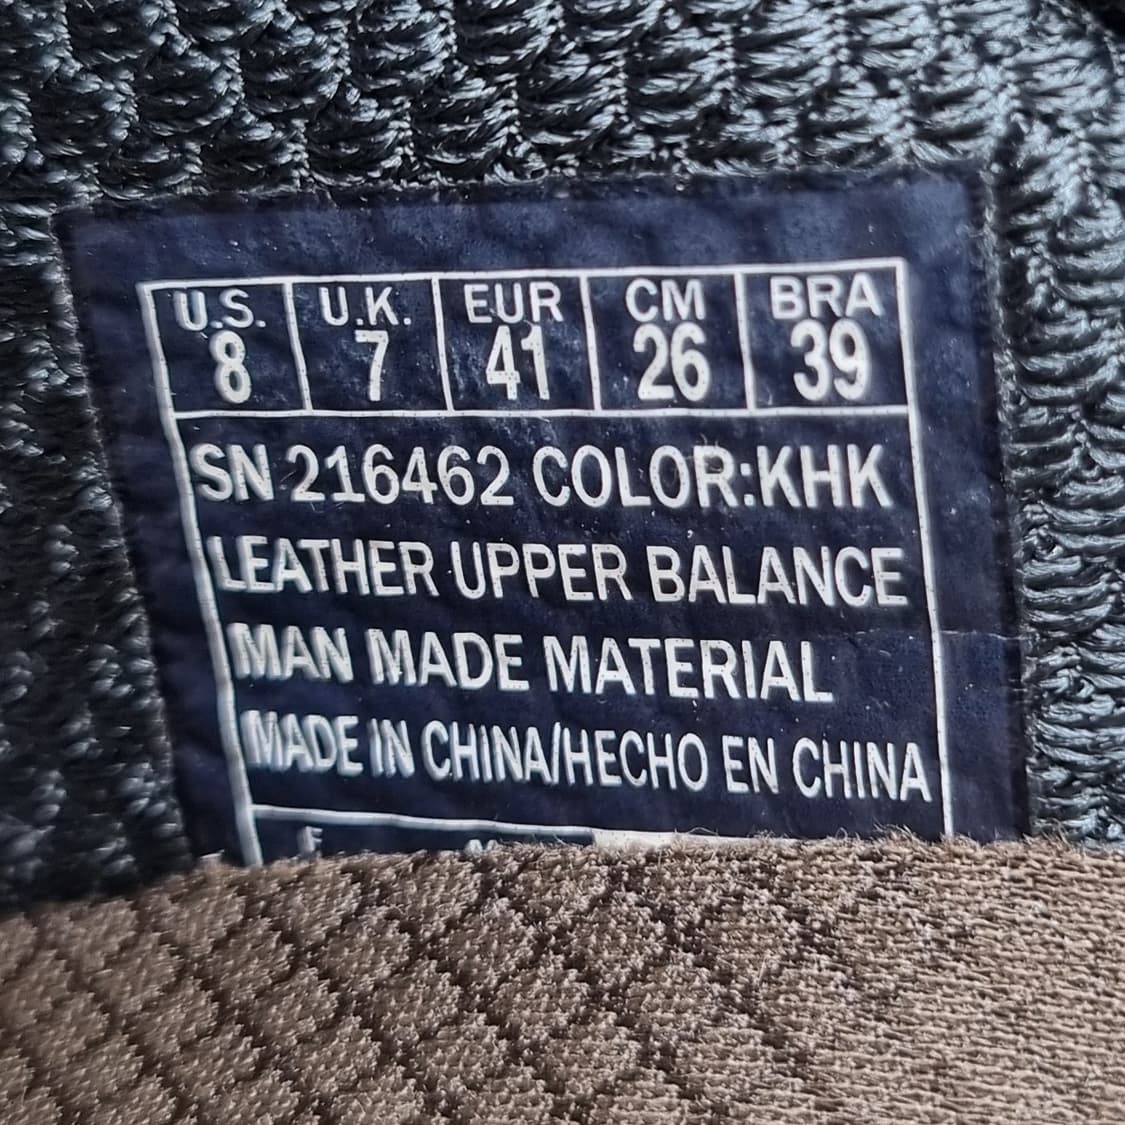 U.S. U.K. EUR CM BRA
8 7 41 26 39
SN 216462 COLOR:KHK
LEATHER UPPER BALANCE
MAN MADE MATERIAL
MADE IN CHINA/HECHO EN CHINA